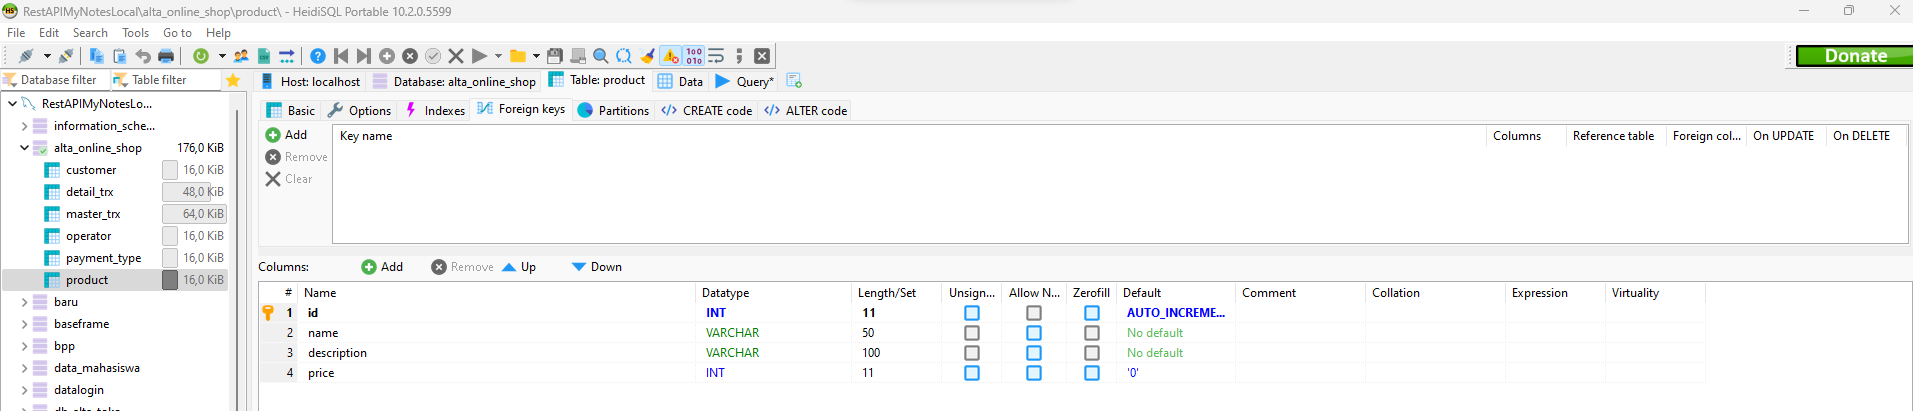 RestAPIMyNotesLocal\alta_online_shop\product\ - HeidiSQL Portable 10.2.0.5599
File Edit Search Tools Go to Help
Donate
Database filter Table filter
Host: localhost Database: alta_online_shop Table: product Data Query*
RestAPIMyNotesLo...
information_sche...
alta_online_shop 176,0 KiB
customer 16,0 KiB
detail_trx 48,0 KiB
master_trx 64,0 KiB
operator 16,0 KiB
payment_type 16,0 KiB
product 16,0 KiB
baru
baseframe
bpp
data_mahasiswa
datalogin
Basic Options Indexes Foreign keys Partitions CREATE code ALTER code
Add
Remove
Clear
Key name Columns Reference table Foreign col... On UPDATE On DELETE
Columns: Add Remove Up Down
# Name Datatype Length/Set Unsign... Allow N... Zerofill Default Comment Collation Expression Virtuality
1 id INT 11 AUTO_INCREME...
2 name VARCHAR 50 No default
3 description VARCHAR 100 No default
4 price INT 11 '0'